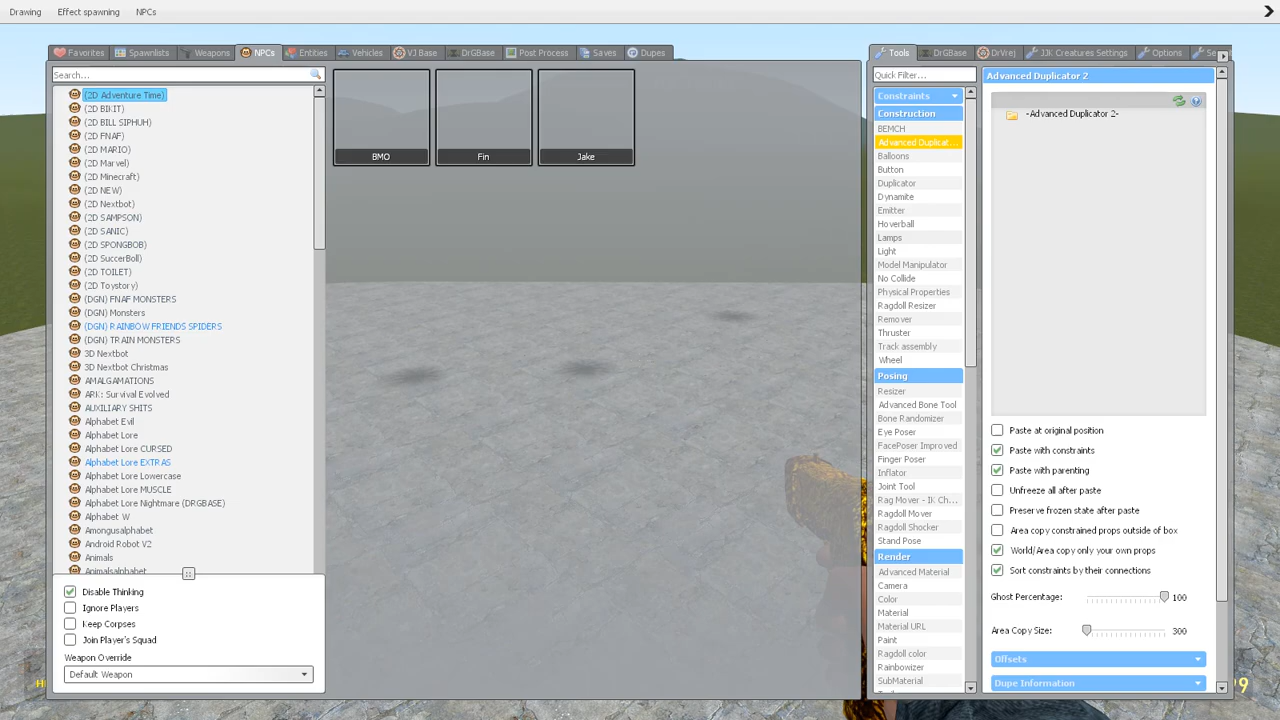 Drawing Effect spawning NPCs
Favorites Spawnlists Weapons NPCs Entities Vehicles VJ Base DrGBase Post Process Saves Dupes
Search...
(2D Adventure Time)
(2D BIKIT)
(2D BILL SIPHUH)
(2D FNAF)
(2D MARIO)
(2D Marvel)
(2D Minecraft)
(2D NEW)
(2D Nextbot)
(2D SAMPSON)
(2D SANIC)
(2D SPONGBOB)
(2D SuccerBoll)
(2D TOILET)
(2D Toystory)
(DGN) FNAF MONSTERS
(DGN) Monsters
(DGN) RAINBOW FRIENDS SPIDERS
(DGN) TRAIN MONSTERS
3D Nextbot
3D Nextbot Christmas
AMALGAMATIONS
ARK: Survival Evolved
AUXILIARY SHITS
Alphabet Evil
Alphabet Lore
Alphabet Lore CURSED
Alphabet Lore EXTRAS
Alphabet Lore Lowercase
Alphabet Lore MUSCLE
Alphabet Lore Nightmare (DRGBASE)
Alphabet W
Amongusalphabet
Android Robot V2
Animals
Animalsalphabet
Disable Thinking
Ignore Players
Keep Corpses
Join Player's Squad
Weapon Override
Default Weapon
BMO Fin Jake
Tools DRGBase DrVrej JJK Creatures Settings Options Se
Quick Filter...
Constraints
Construction
BEMCH
Advanced Duplicat...
Balloons
Button
Duplicator
Dynamite
Emitter
Hoverball
Lamps
Light
Model Manipulator
No Collide
Physical Properties
Ragdoll Resizer
Remover
Thruster
Track assembly
Wheel
Posing
Resizer
Advanced Bone Tool
Bone Randomizer
Eye Poser
FacePoser Improved
Finger Poser
Inflator
Joint Tool
Rag Mover - IK Ch...
Ragdoll Mover
Ragdoll Shocker
Stand Pose
Render
Advanced Material
Camera
Color
Material
Material URL
Paint
Ragdoll color
Rainbowizer
SubMaterial
Advanced Duplicator 2
-Advanced Duplicator 2-
Paste at original position
Paste with constraints
Paste with parenting
Unfreeze all after paste
Preserve frozen state after paste
Area copy constrained props outside of box
World/Area copy only your own props
Sort constraints by their connections
Ghost Percentage: 100
Area Copy Size: 300
Offsets
Dupe Information